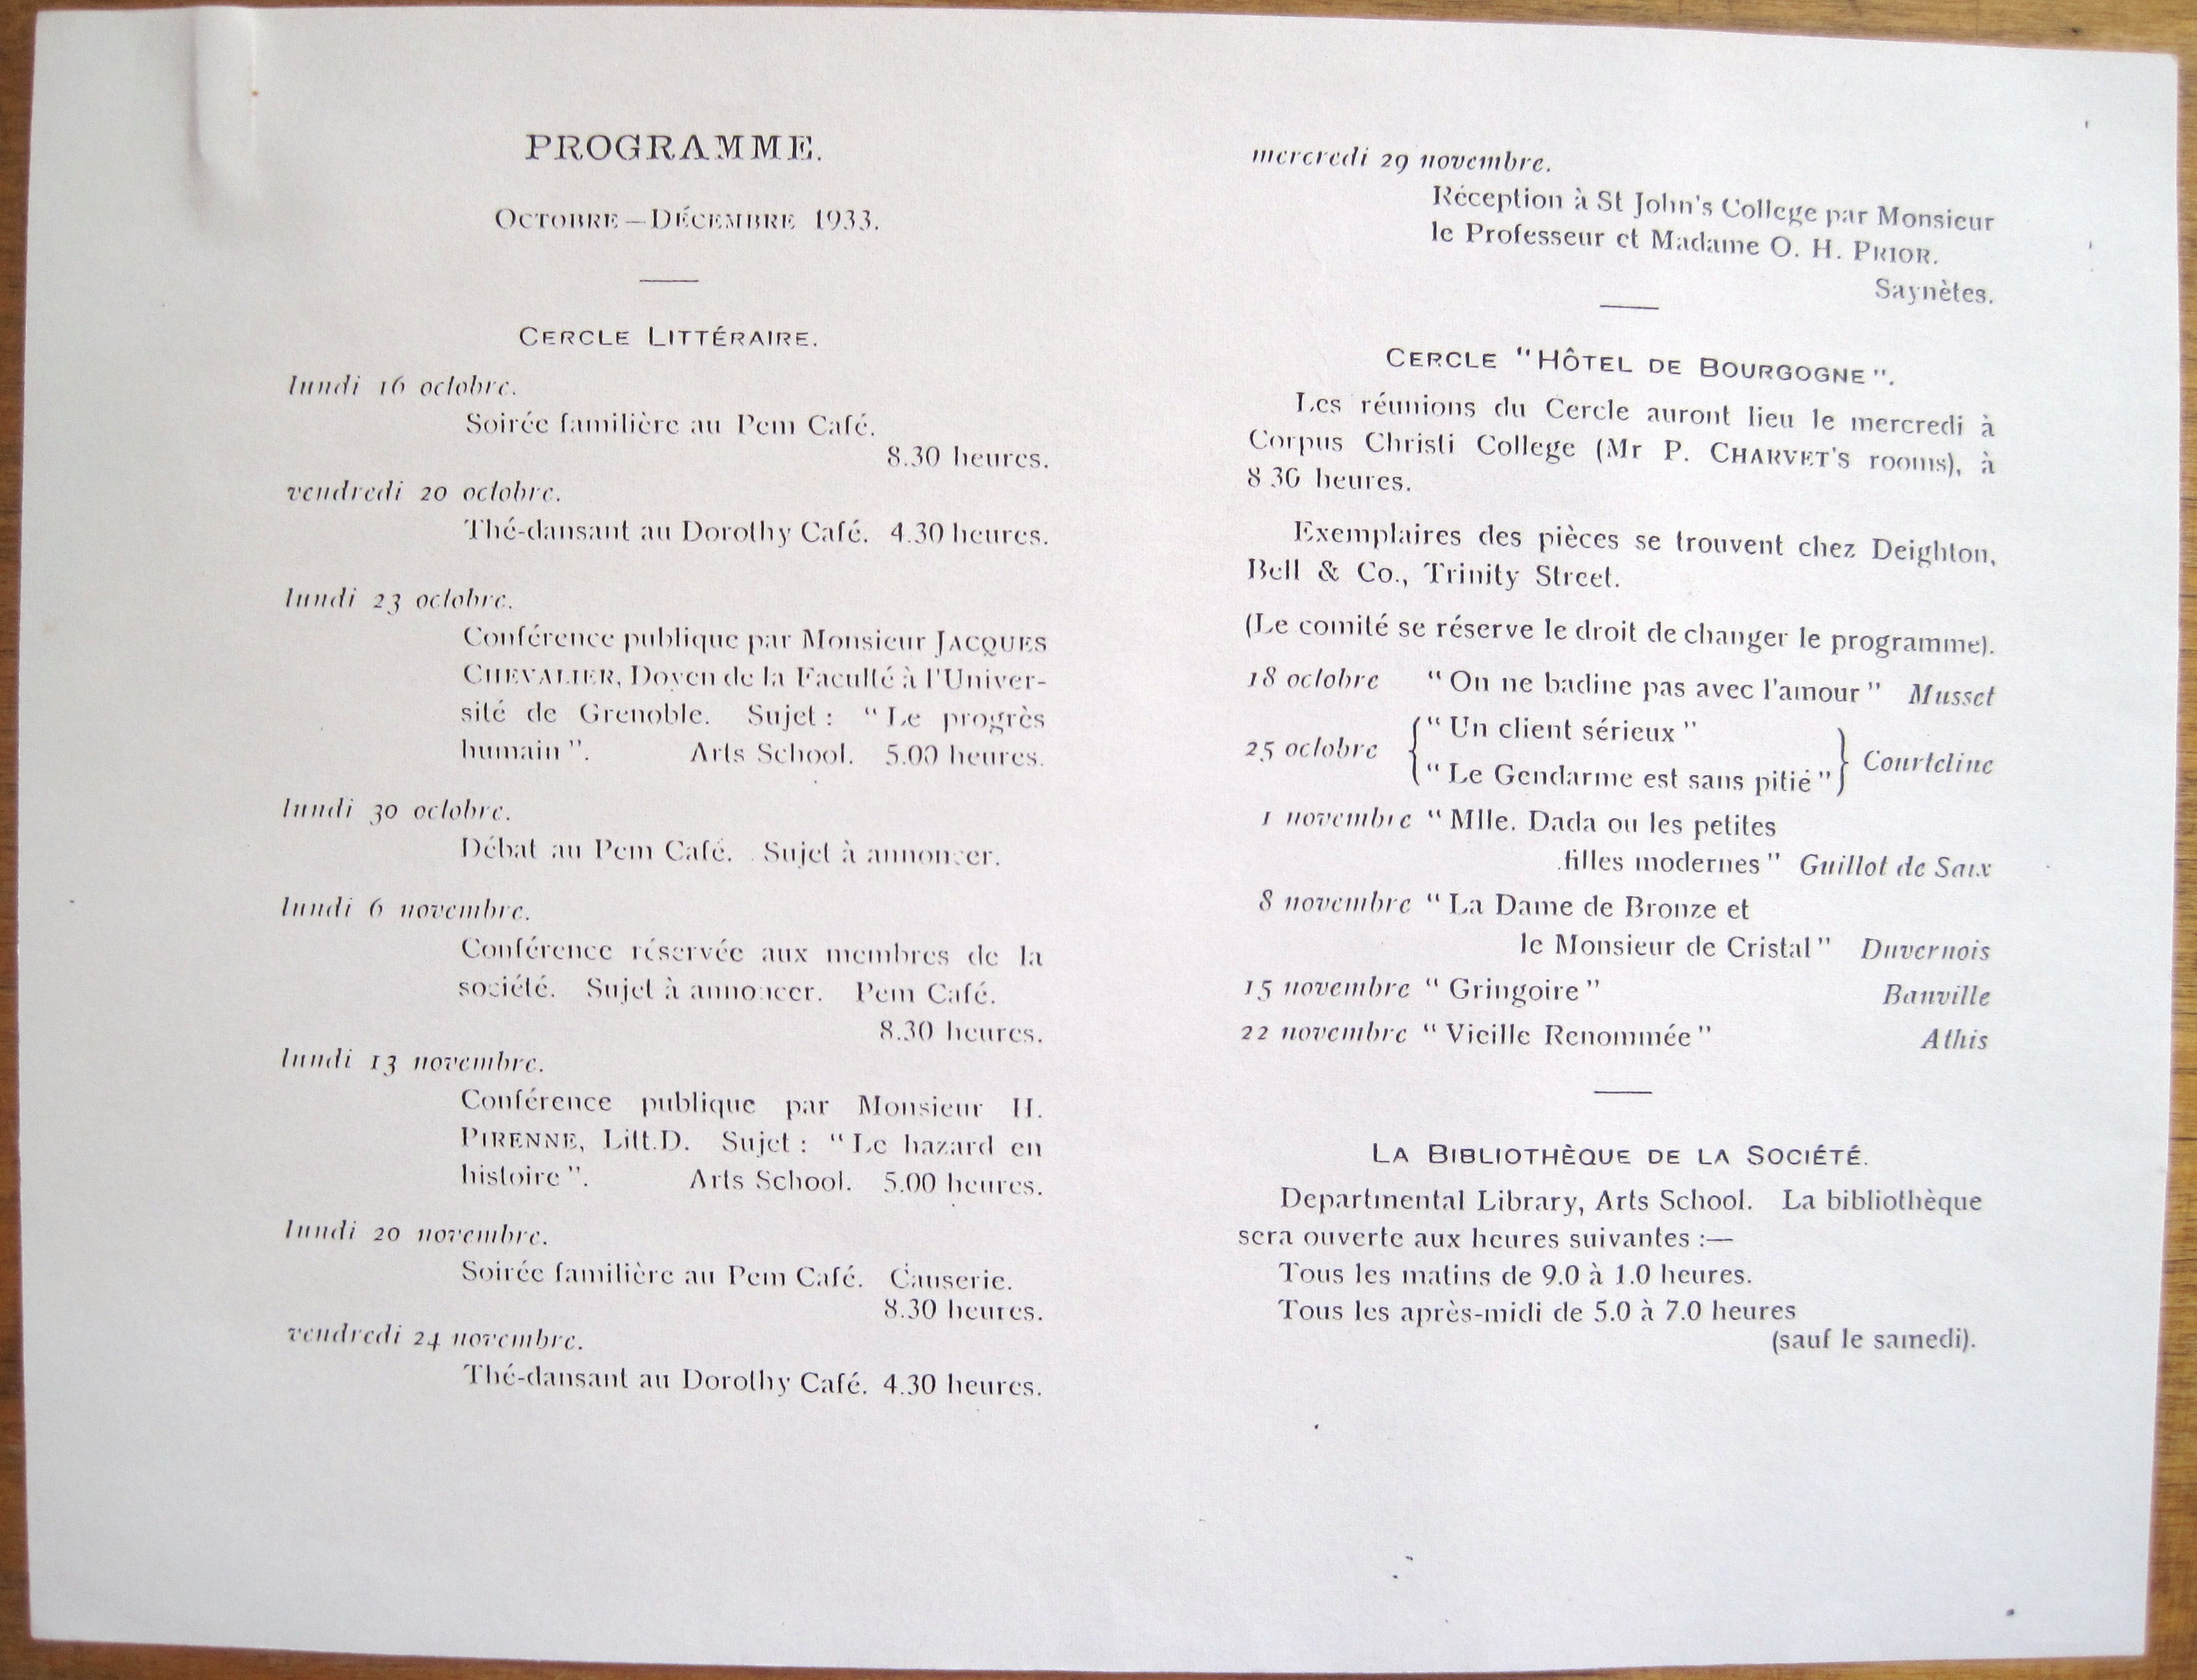 PROGRAMME.
OCTOBRE — DÉCEMBRE 1933.
CERCLE LITTÉRAIRE.
lundi 16 octobre.
Soirée familière au Pem Café.
8.30 heures.
vendredi 20 octobre.
Thé-dansant au Dorothy Café. 4.30 heures.
lundi 23 octobre.
Conférence publique par Monsieur JACQUES
CHEVALIER, Doyen de la Faculté à l'Univer-
sité de Grenoble. Sujet : “Le progrès
humain”. Arts School. 5.00 heures.
lundi 30 octobre.
Débat au Pem Café. Sujet à annoncer.
lundi 6 novembre.
Conférence réservée aux membres de la
société. Sujet à annoncer. Pem Café.
8.30 heures.
lundi 13 novembre.
Conférence publique par Monsieur H.
PIRENNE, Litt.D. Sujet : “Le hazard en
histoire”. Arts School. 5.00 heures.
lundi 20 novembre.
Soirée familière au Pem Café. Causerie.
8.30 heures.
vendredi 24 novembre.
Thé-dansant au Dorothy Café. 4.30 heures.
mercredi 29 novembre.
Réception à St John's College par Monsieur
le Professeur et Madame O. H. PRIOR.
Saynètes.
CERCLE “HÔTEL DE BOURGOGNE”.
Les réunions du Cercle auront lieu le mercredi à
Corpus Christi College (Mr P. CHARVET'S rooms), à
8 30 heures.
Exemplaires des pièces se trouvent chez Deighton,
Bell & Co., Trinity Street.
(Le comité se réserve le droit de changer le programme).
18 octobre “On ne badine pas avec l'amour” Musset
“Un client sérieux”
25 octobre Courteline
“Le Gendarme est sans pitié”
1 novembre “Mlle. Dada ou les petites
filles modernes” Guillot de Saix
8 novembre “La Dame de Bronze et
le Monsieur de Cristal” Duvernois
15 novembre “Gringoire” Banville
22 novembre “Vieille Renommée” Athis
LA BIBLIOTHÈQUE DE LA SOCIÉTÉ.
Departmental Library, Arts School. La bibliothèque
sera ouverte aux heures suivantes :—
Tous les matins de 9.0 à 1.0 heures.
Tous les après-midi de 5.0 à 7.0 heures
(sauf le samedi).